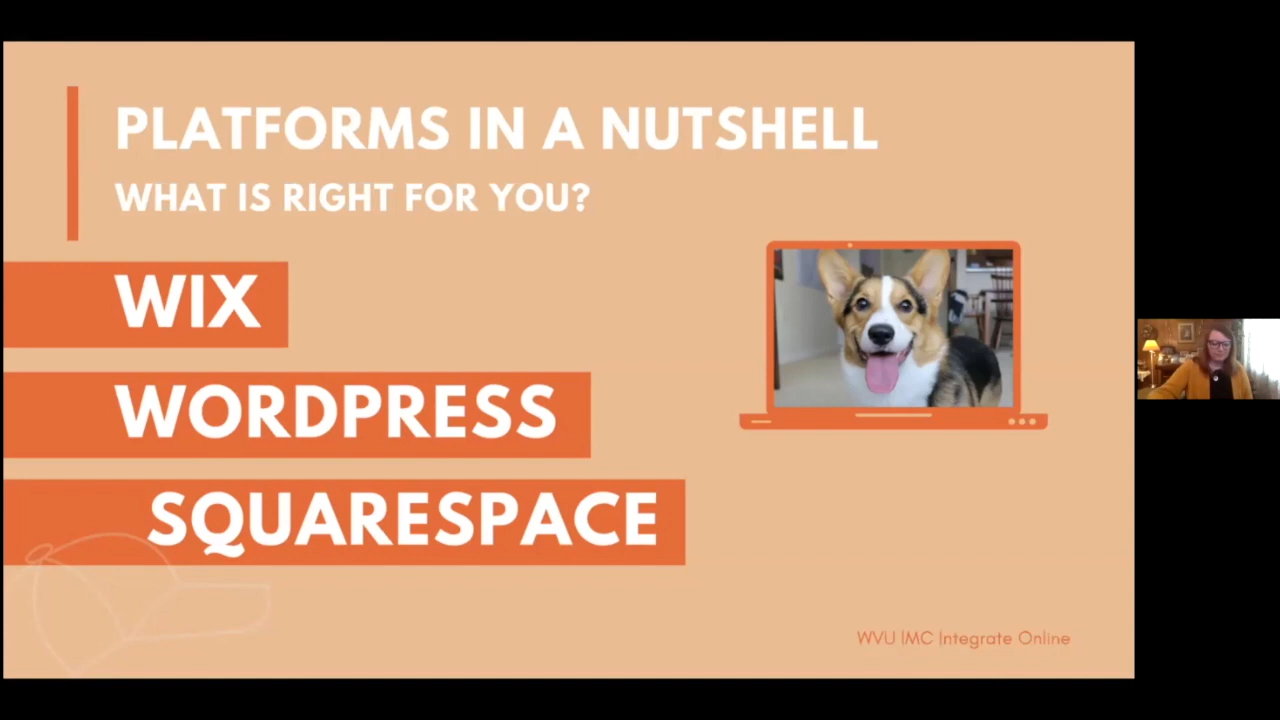 PLATFORMS IN A NUTSHELL
WHAT IS RIGHT FOR YOU?
WIX
WORDPRESS
SQUARESPACE
WVU IMC Integrate Online